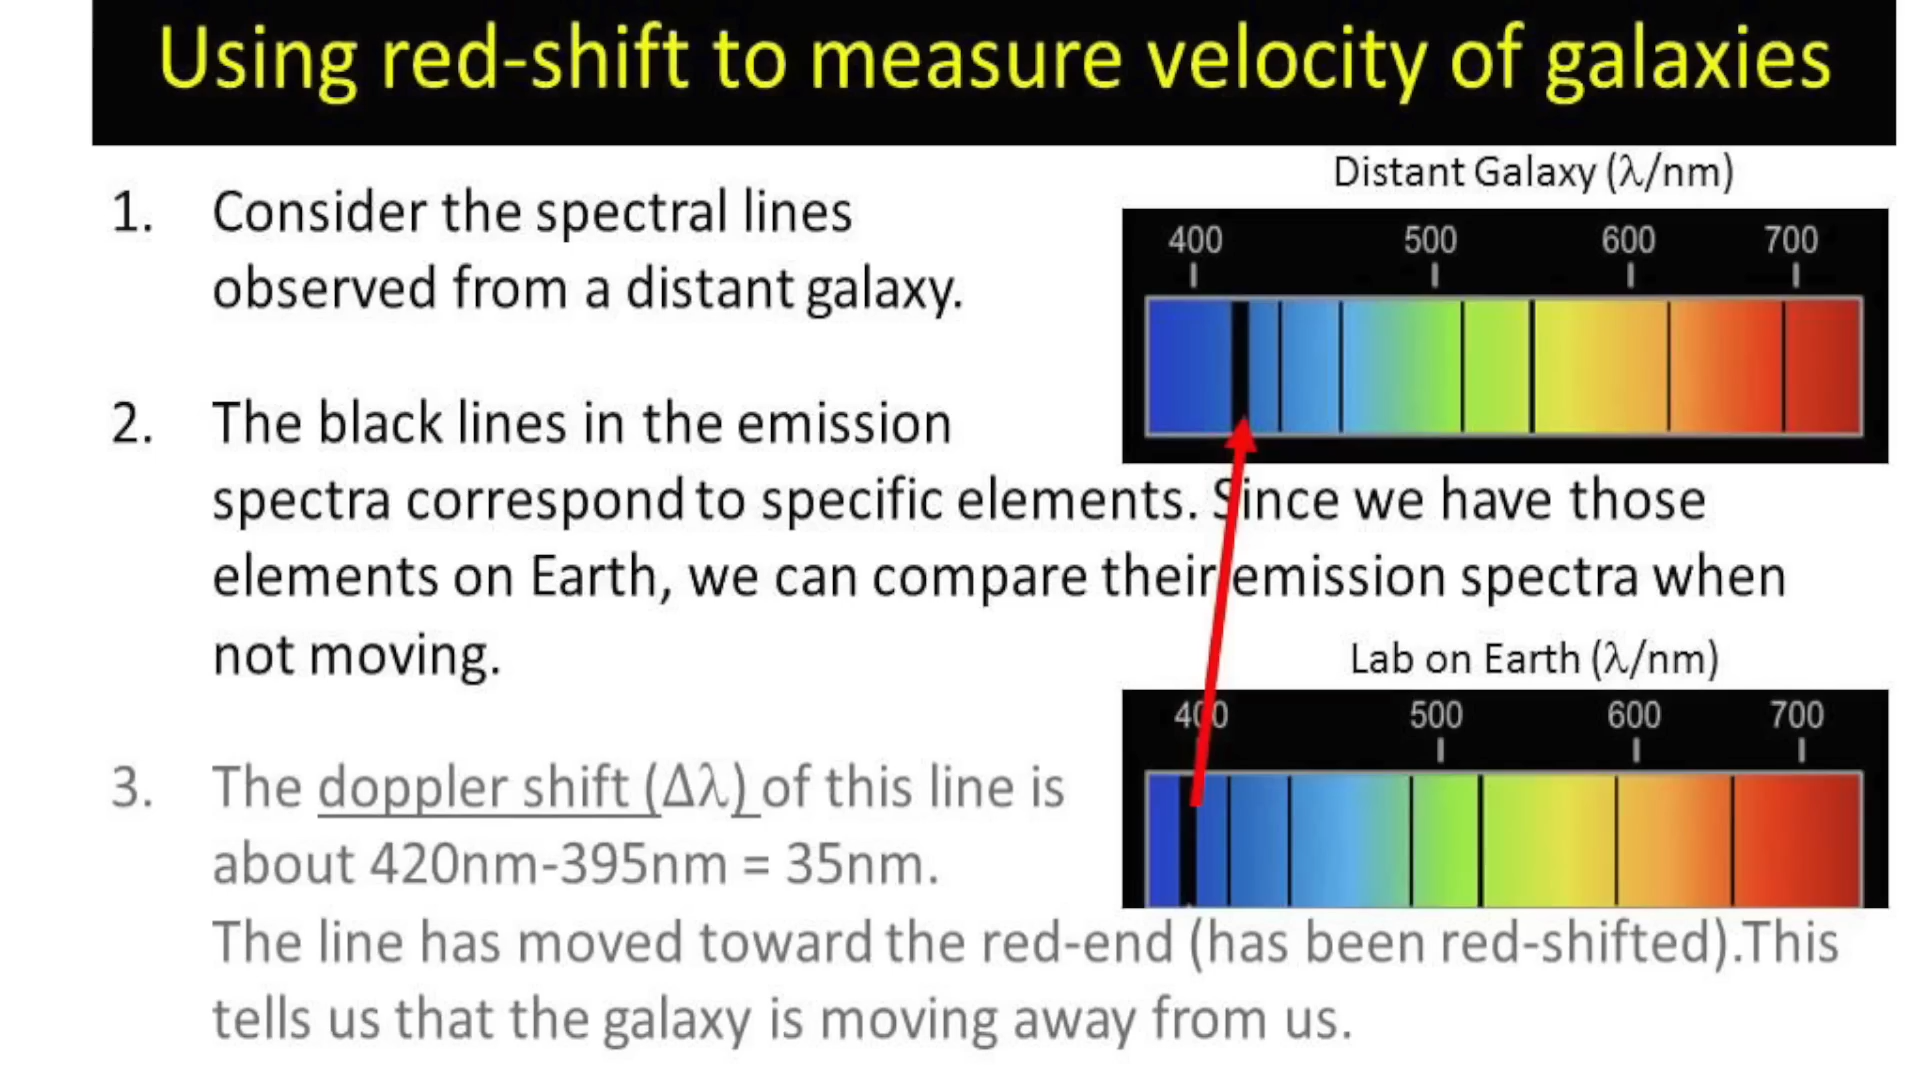 Using red-shift to measure velocity of galaxies
1. Consider the spectral lines
observed from a distant galaxy.
Distant Galaxy (λ/nm)
400 500 600 700
2. The black lines in the emission
spectra correspond to specific elements. Since we have those
elements on Earth, we can compare their emission spectra when
not moving.
Lab on Earth (λ/nm)
400 500 600 700
3. The doppler shift (Δλ) of this line is
about 420nm-395nm = 35nm.
The line has moved toward the red-end (has been red-shifted).This
tells us that the galaxy is moving away from us.